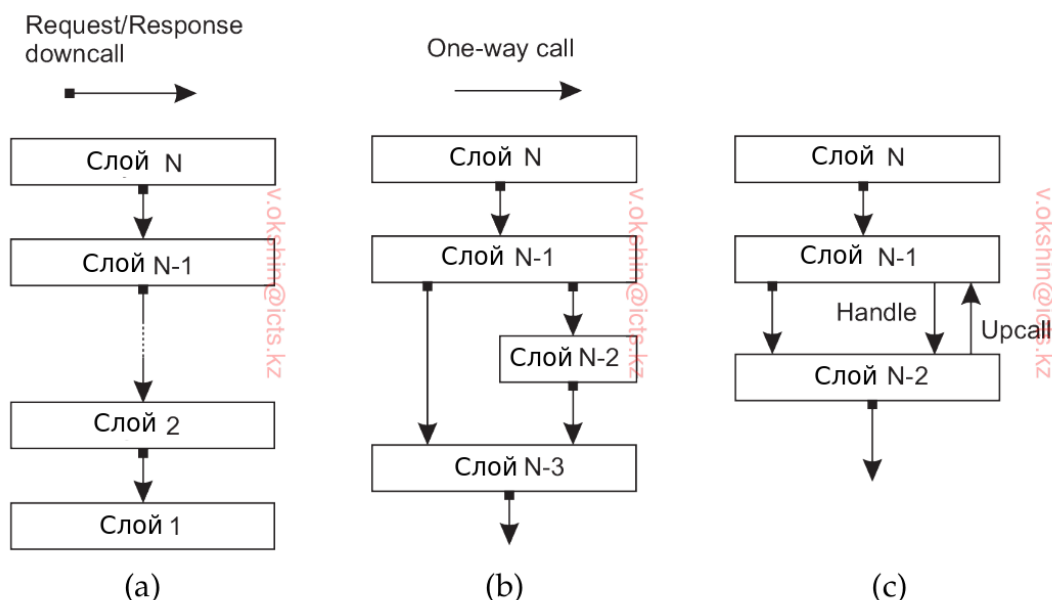 Request/Response
downcall
One-way call
Слой N
Слой N-1
Слой 2
Слой 1
(a)
Слой N
Слой N-1
Слой N-2
Слой N-3
(b)
Слой N
Слой N-1
Handle
Upcall
Слой N-2
(c)
v.okshin@icts.kz
v.okshin@icts.kz
v.okshin@icts.kz